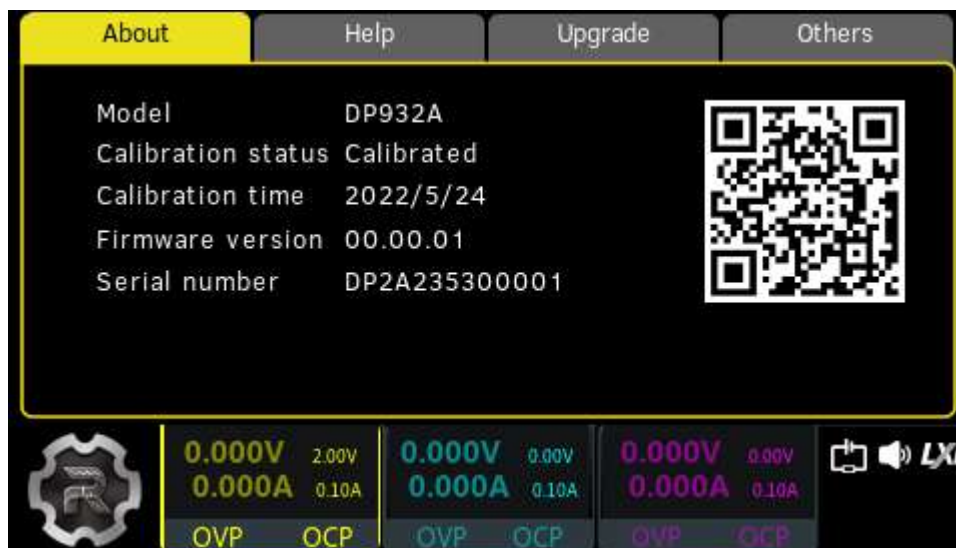 About Help Upgrade Others
Model DP932A
Calibration status Calibrated
Calibration time 2022/5/24
Firmware version 00.00.01
Serial number DP2A235300001
0.000V 2.00V 0.000V 0.00V 0.000V 0.00V
0.000A 0.10A 0.000A 0.10A 0.000A 0.10A
OVP OCP OVP OCP OVP OCP
R